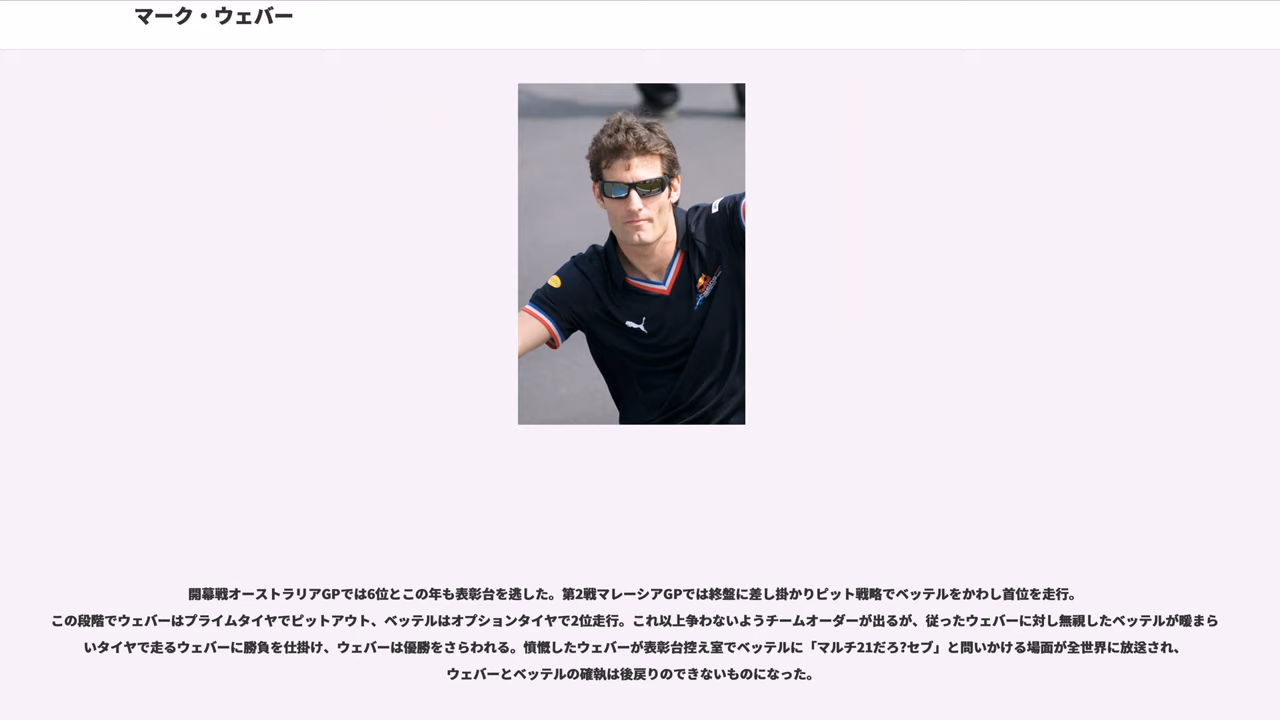 マーク・ウェバー
開幕戦オーストラリアGPでは6位とこの年も表彰台を逃した。第2戦マレーシアGPでは終盤に差し掛かりピット戦略でベッテルをかわし首位を走行。
この段階でウェバーはプライムタイヤでピットアウト、ベッテルはオプションタイヤで2位走行。これ以上争わないようチームオーダーが出るが、従ったウェバーに対し無視したベッテルが暖まら
いタイヤで走るウェバーに勝負を仕掛け、ウェバーは優勝をさらわれる。憤慨したウェバーが表彰台控え室でベッテルに「マルチ21だろ?セブ」と問いかける場面が全世界に放送され、
ウェバーとベッテルの確執は後戻りのできないものになった。